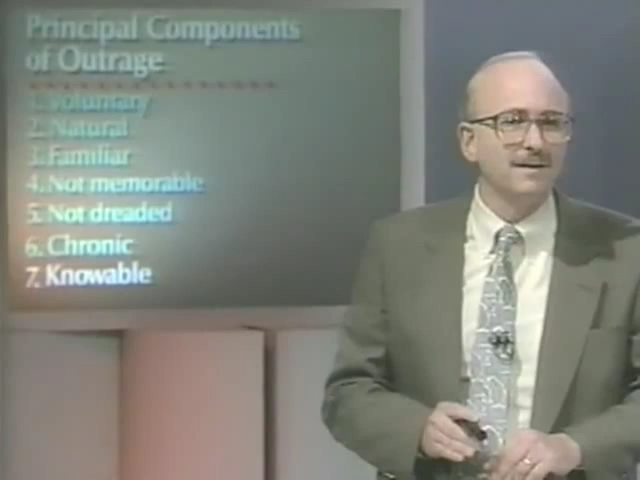 Principal Components
of Outrage
1. Voluntary
2. Natural
3. Familiar
4. Not memorable
5. Not dreaded
6. Chronic
7. Knowable